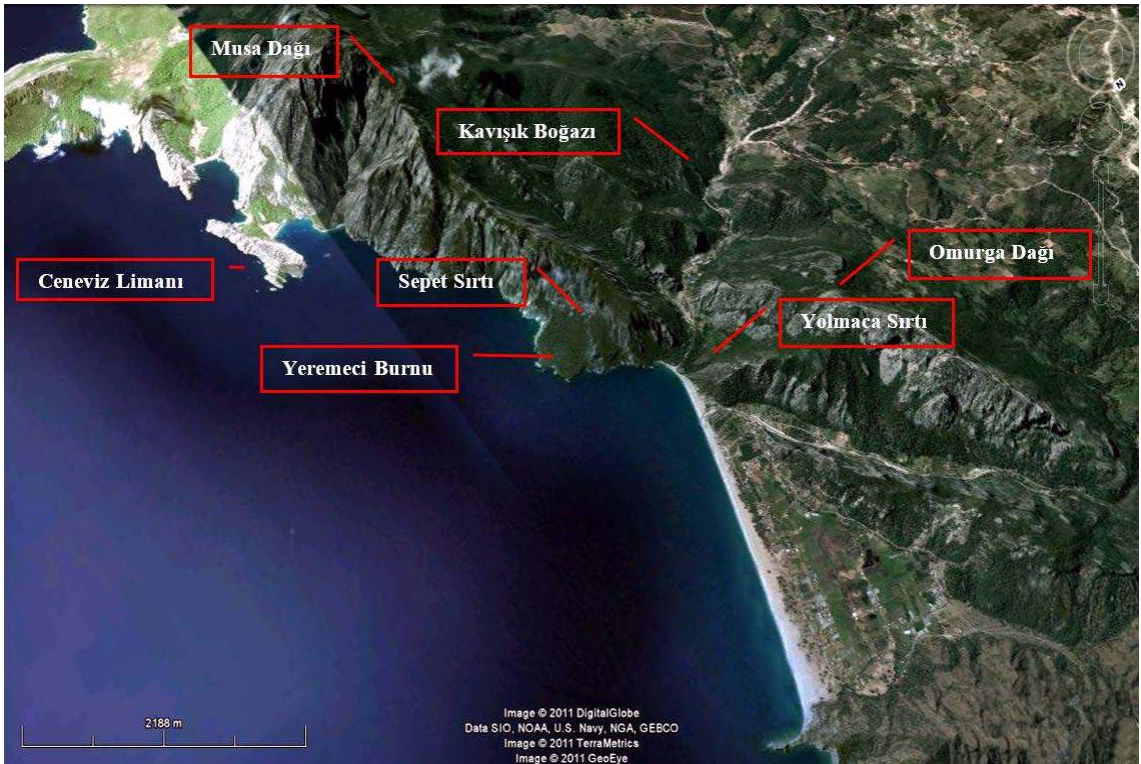 Musa Dağı
N
Kavışık Boğazı
Omurga Dağı
Ceneviz Limanı
Sepet Sırtı
Yolmaca Sırtı
Yeremeci Burnu
2188 m
Image © 2011 DigitalGlobe
Data SIO, NOAA, U.S. Navy, NGA, GEBCO
Image © 2011 TerraMetrics
Image © 2011 GeoEye